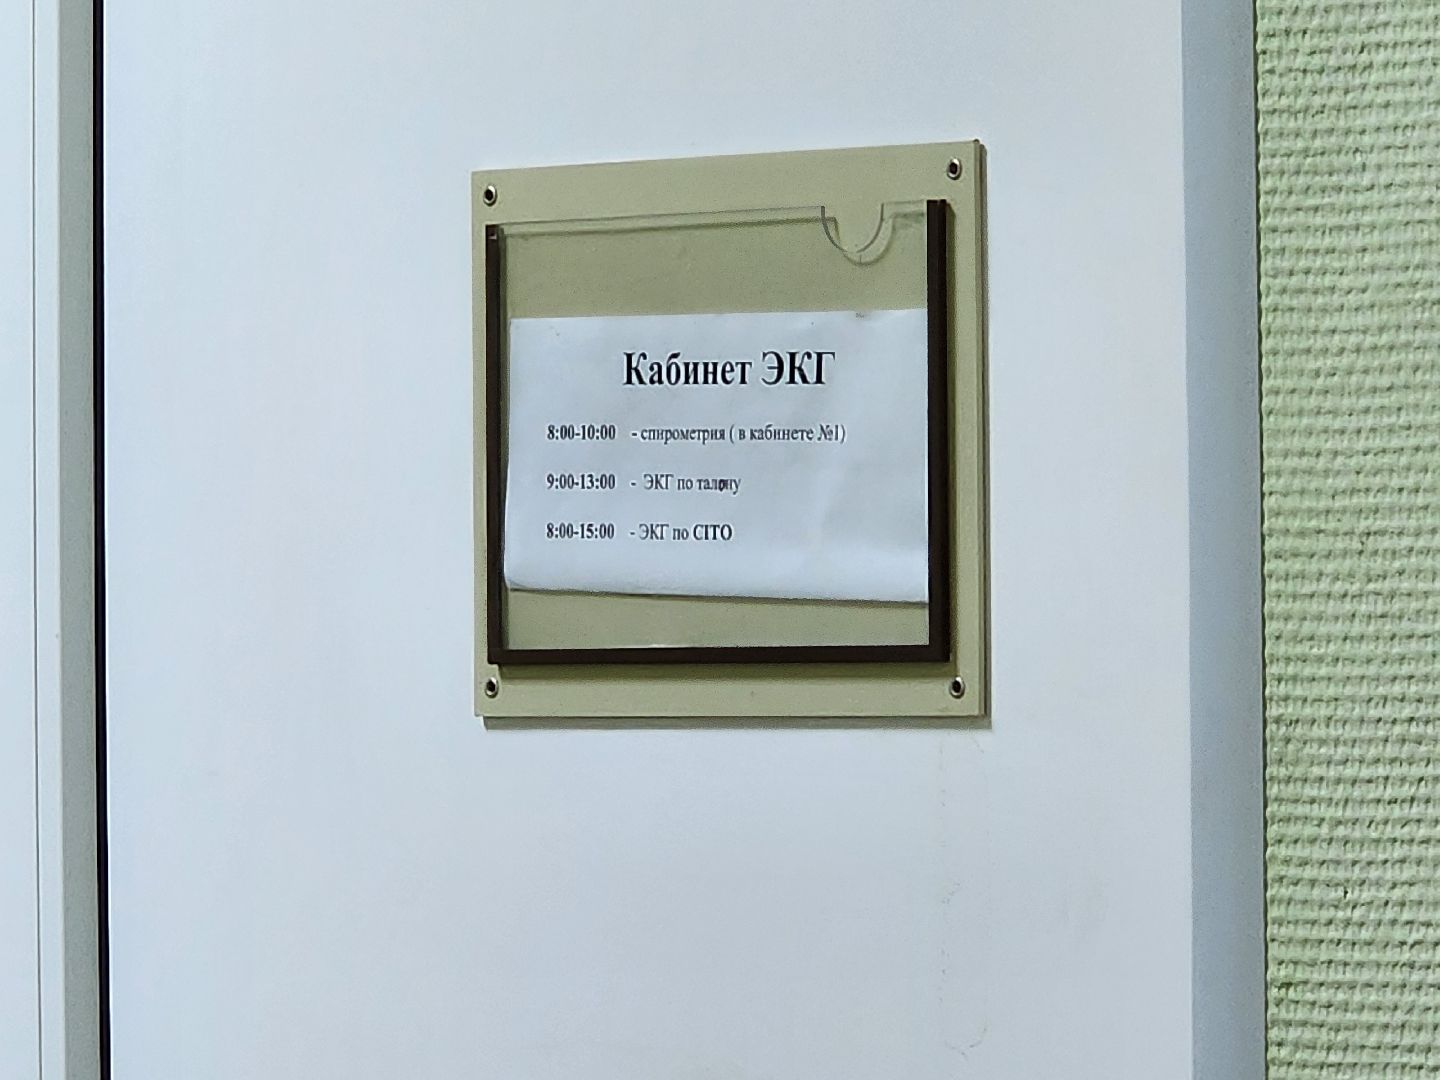 Кабинет ЭКГ
8:00-10:00 - спирометрия ( в кабинете №1)
9:00-13:00 - ЭКГ по талону
8:00-15:00 - ЭКГ по CITO